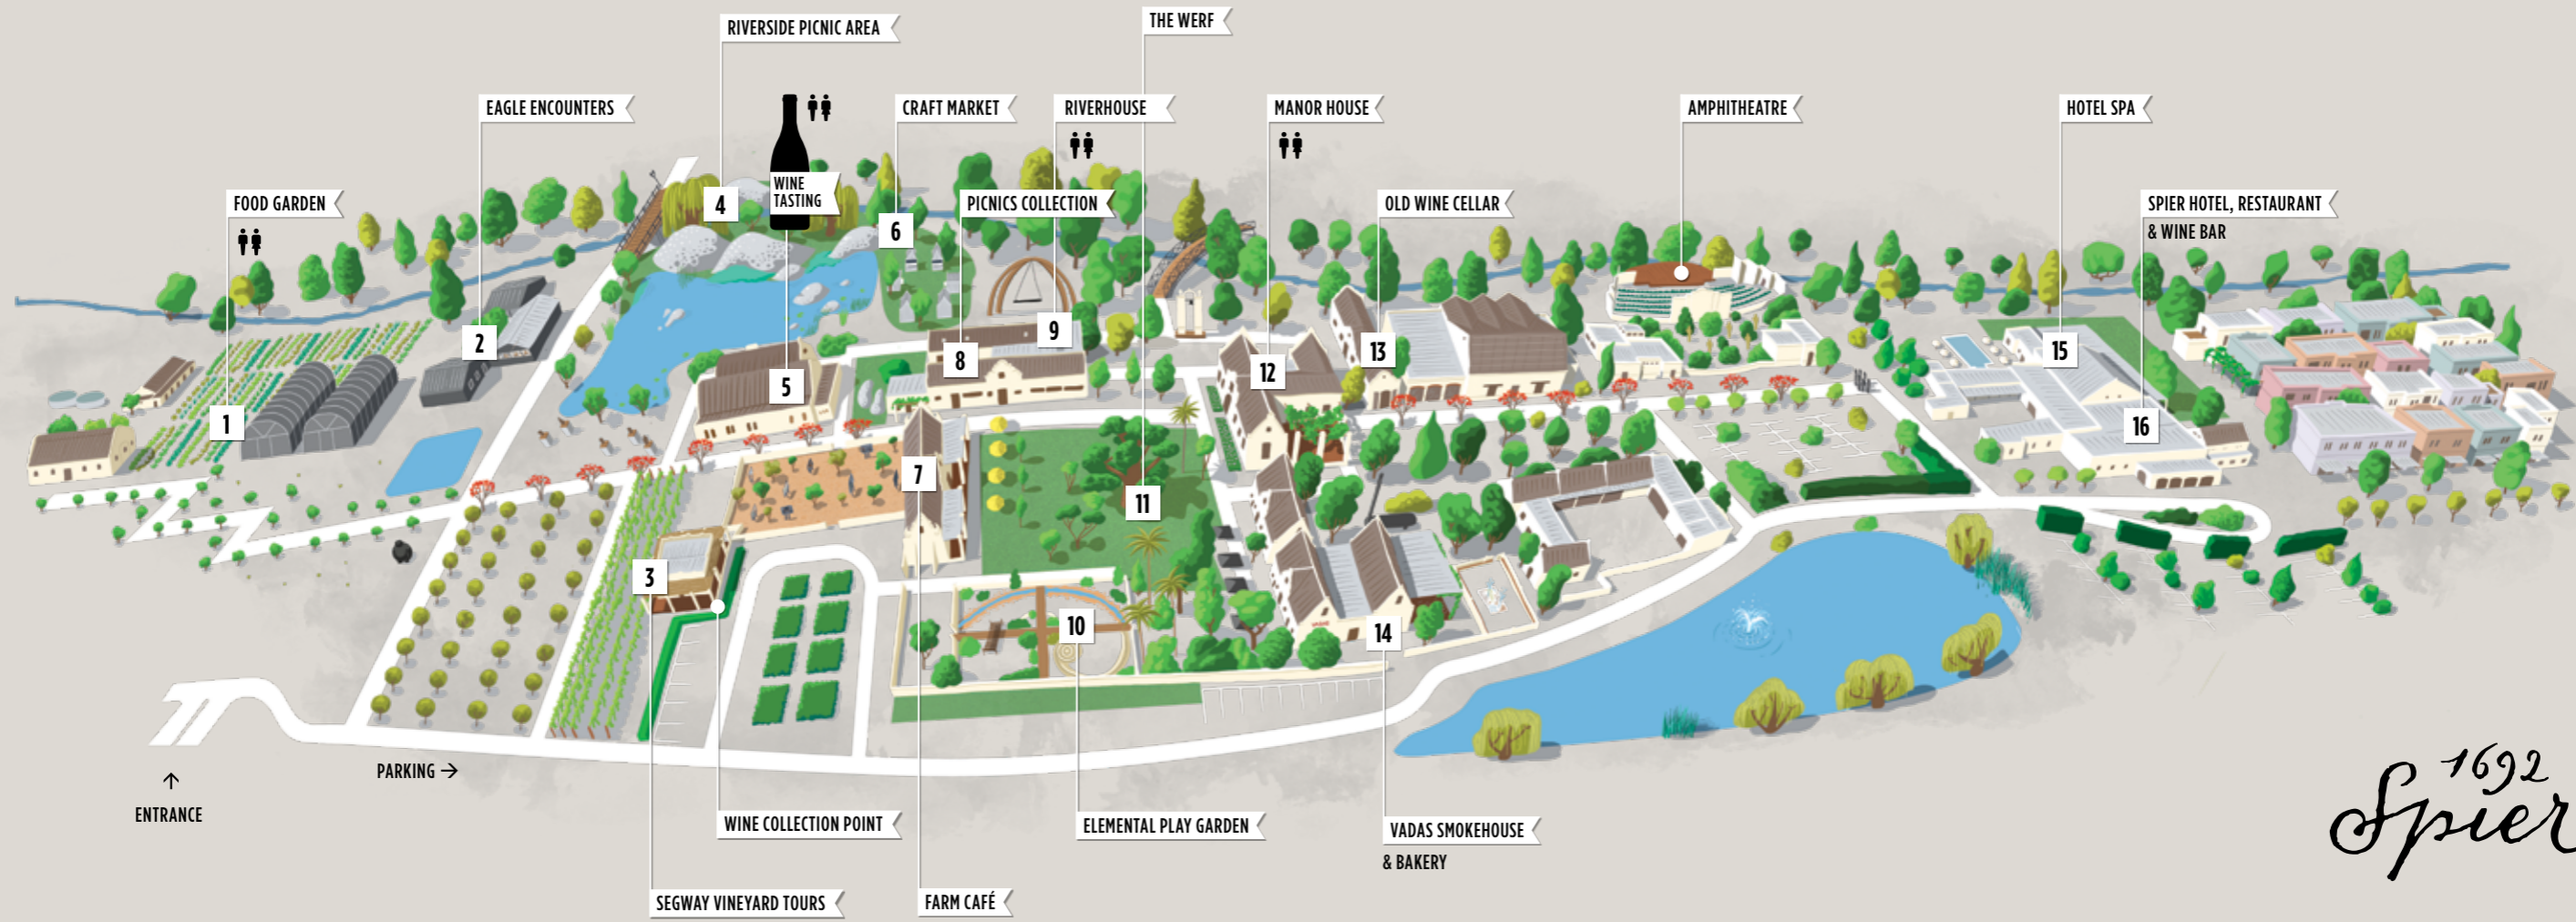 THE WERF
RIVERSIDE PICNIC AREA
EAGLE ENCOUNTERS
CRAFT MARKET
RIVERHOUSE
MANOR HOUSE
AMPHITHEATRE
HOTEL SPA
WINE
TASTING
FOOD GARDEN
PICNICS COLLECTION
OLD WINE CELLAR
SPIER HOTEL, RESTAURANT
& WINE BAR
4
6
2
9
8
13
15
12
5
1
16
7
11
3
10
14
PARKING →
↑
ENTRANCE
WINE COLLECTION POINT
ELEMENTAL PLAY GARDEN
VADAS SMOKEHOUSE
& BAKERY
SEGWAY VINEYARD TOURS
FARM CAFÉ
1692
Spier